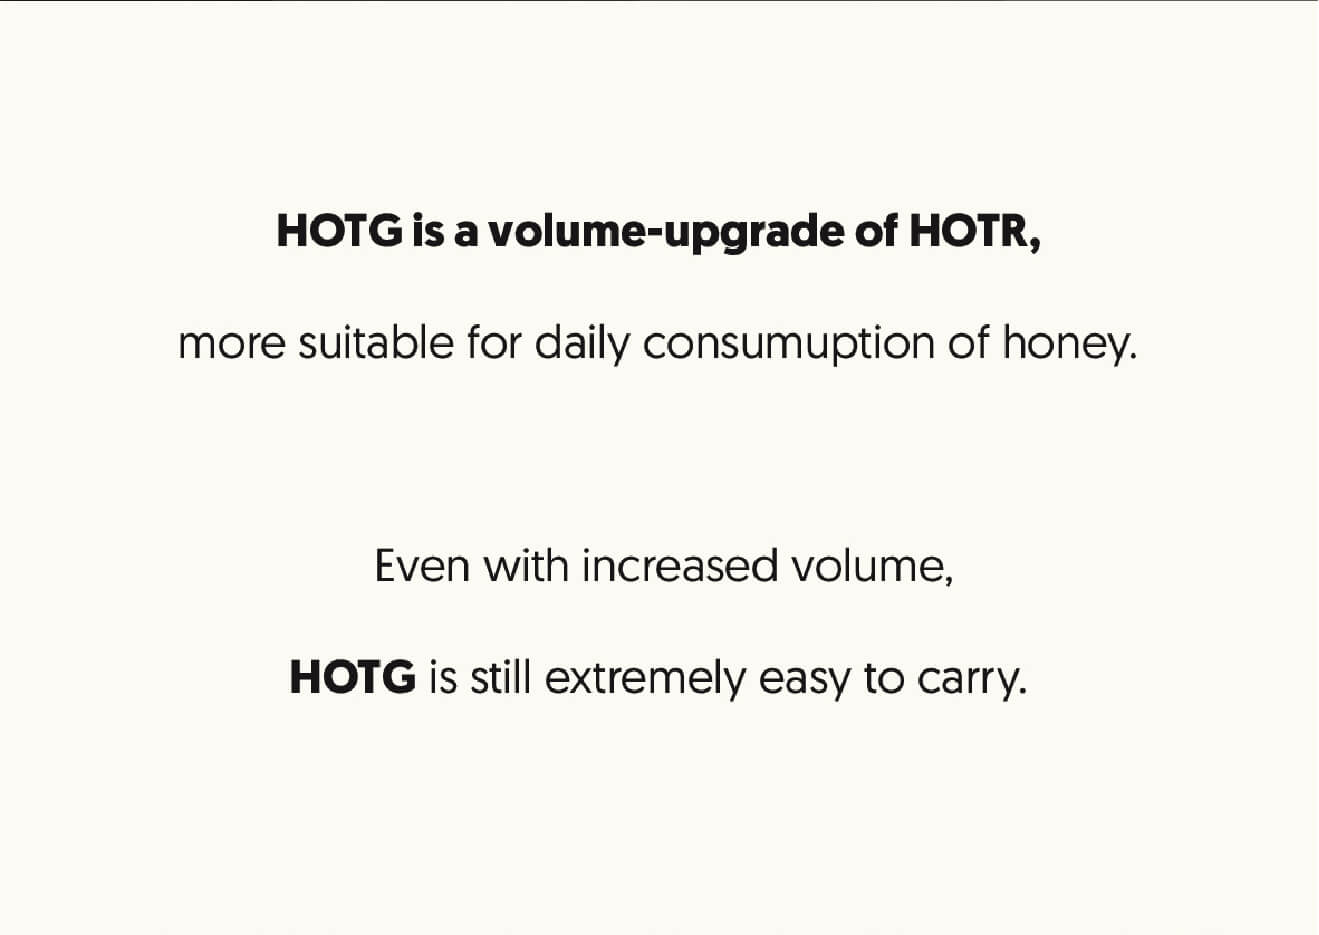 HOTG is a volume-upgrade of HOTR,
more suitable for daily consumuption of honey.
Even with increased volume,
HOTG is still extremely easy to carry.